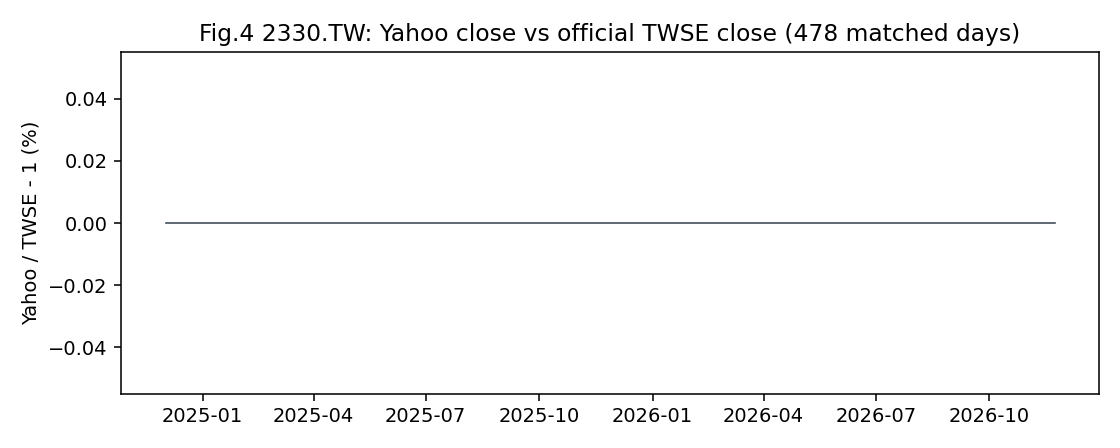 Fig.4 2330.TW: Yahoo close vs official TWSE close (478 matched days)
Yahoo / TWSE - 1 (%)
0.04
0.02
0.00
−0.02
−0.04
2025-01 2025-04 2025-07 2025-10 2026-01 2026-04 2026-07 2026-10